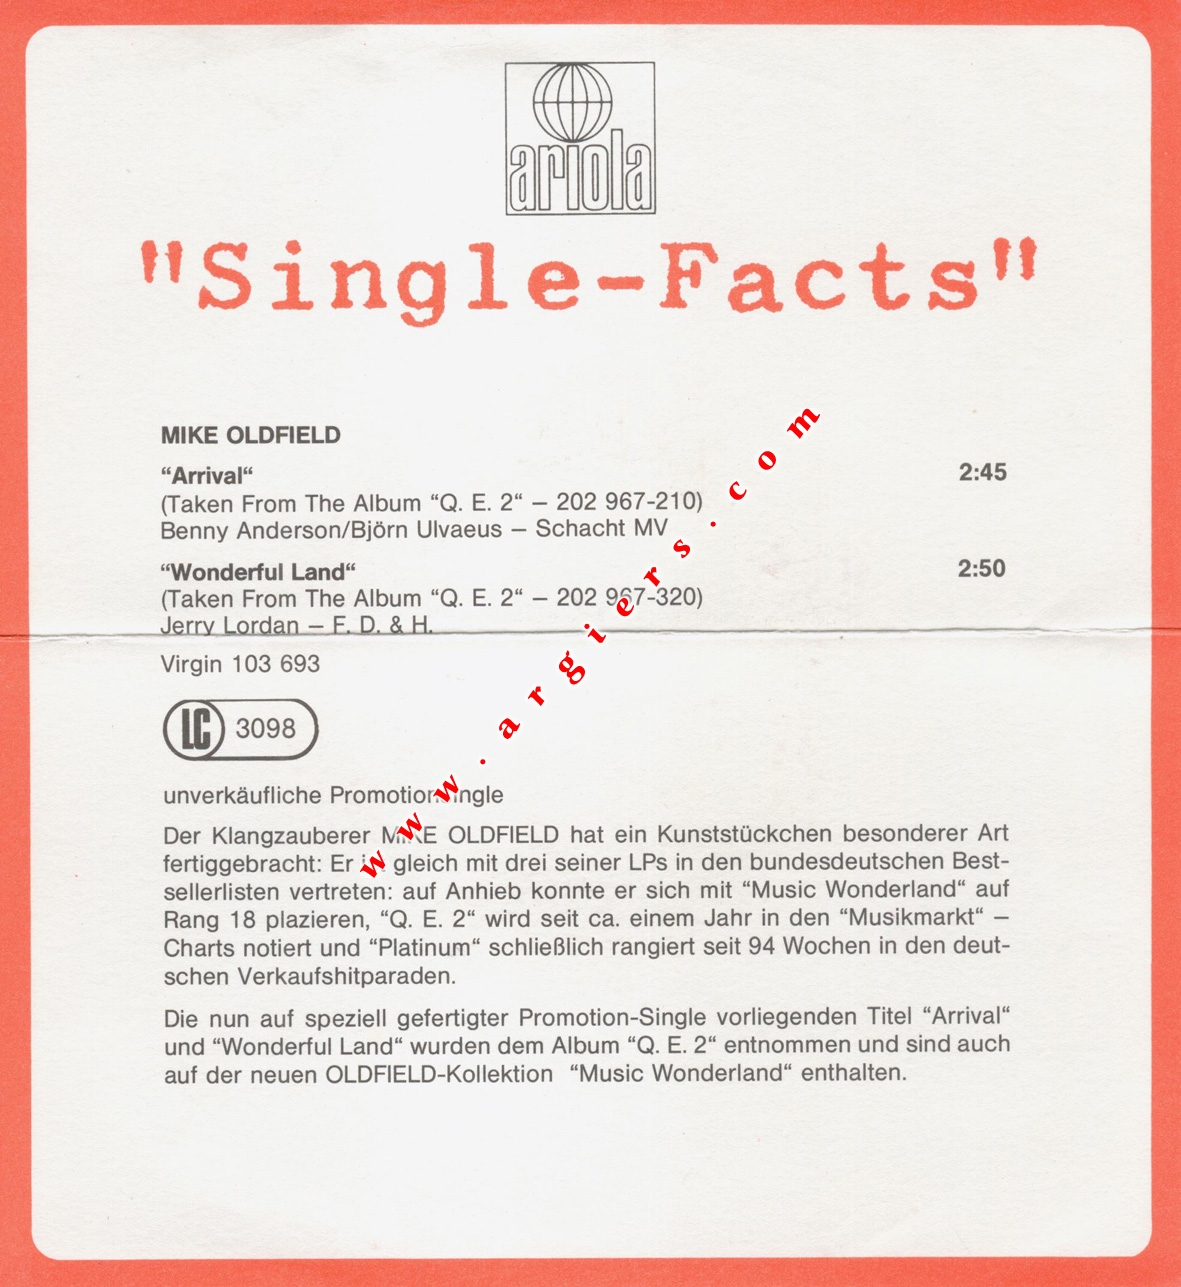 ariola
"Single-Facts"
MIKE OLDFIELD
“Arrival“ 2:45
(Taken From The Album “Q. E. 2“ – 202 967-210)
Benny Anderson/Björn Ulvaeus – Schacht MV
“Wonderful Land“ 2:50
(Taken From The Album “Q. E. 2“ – 202 967-320)
Jerry Lordan – F. D. & H.
Virgin 103 693
LC 3098
unverkäufliche Promotionsingle
Der Klangzauberer MIKE OLDFIELD hat ein Kunststückchen besonderer Art
fertiggebracht: Er ist gleich mit drei seiner LPs in den bundesdeutschen Best-
sellerlisten vertreten: auf Anhieb konnte er sich mit “Music Wonderland“ auf
Rang 18 plazieren, “Q. E. 2“ wird seit ca. einem Jahr in den “Musikmarkt“ –
Charts notiert und “Platinum“ schließlich rangiert seit 94 Wochen in den deut-
schen Verkaufshitparaden.
Die nun auf speziell gefertigter Promotion-Single vorliegenden Titel “Arrival“
und “Wonderful Land“ wurden dem Album “Q. E. 2“ entnommen und sind auch
auf der neuen OLDFIELD-Kollektion “Music Wonderland“ enthalten.
www.argiers.com